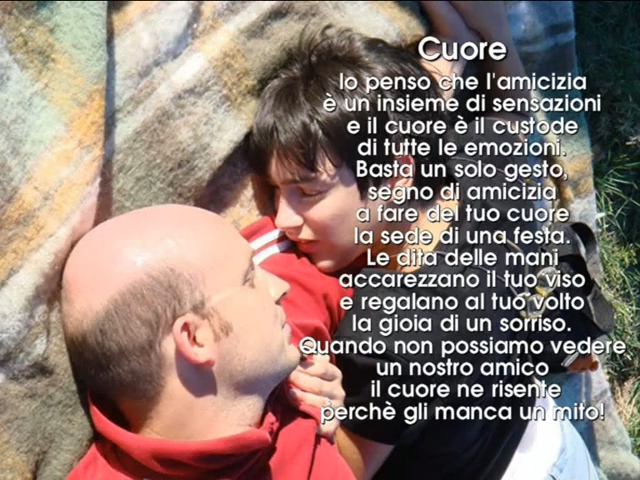 Cuore
Io penso che l'amicizia
è un insieme di sensazioni
e il cuore è il custode
di tutte le emozioni.
Basta un solo gesto,
segno di amicizia
a fare del tuo cuore
la sede di una festa.
Le dita delle mani
accarezzano il tuo viso
e regalano al tuo volto
la gioia di un sorriso.
Quando non possiamo vedere
un nostro amico
il cuore ne risente
perchè gli manca un mito!